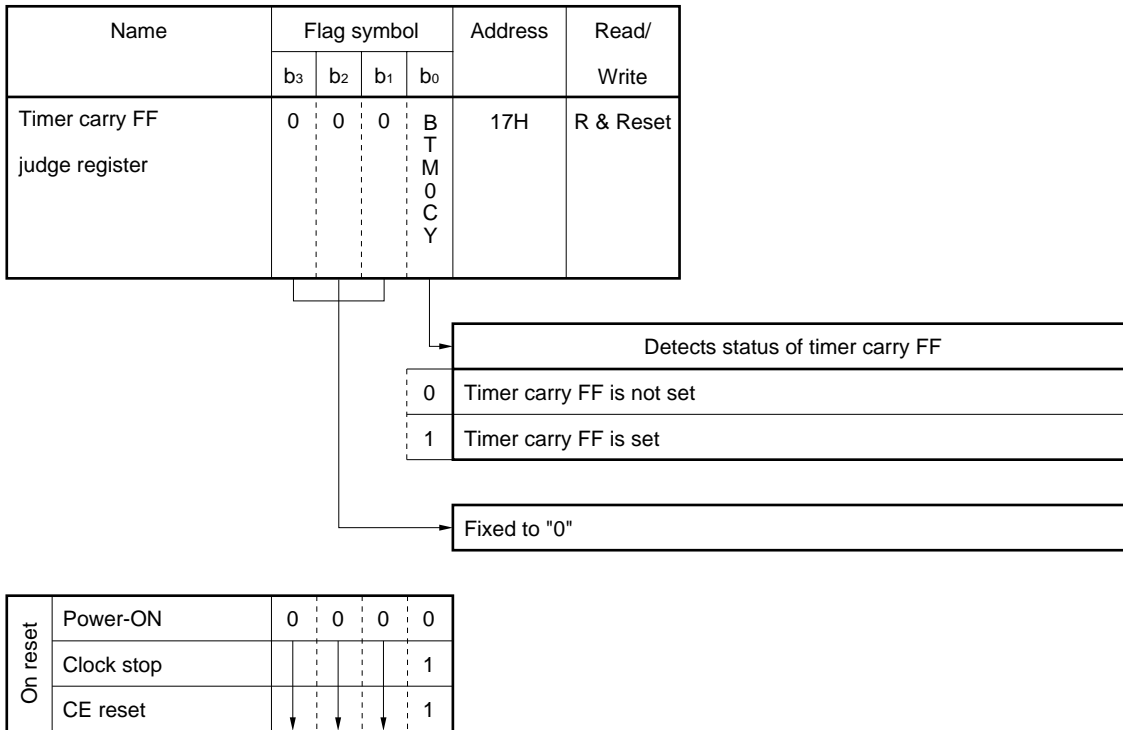 Name Flag symbol Address Read/
b3 b2 b1 b0 Write
Timer carry FF 0 0 0 BTM0CY 17H R & Reset
judge register
Detects status of timer carry FF
0 Timer carry FF is not set
1 Timer carry FF is set
Fixed to "0"
On reset
Power-ON 0 0 0 0
Clock stop 1
CE reset 1